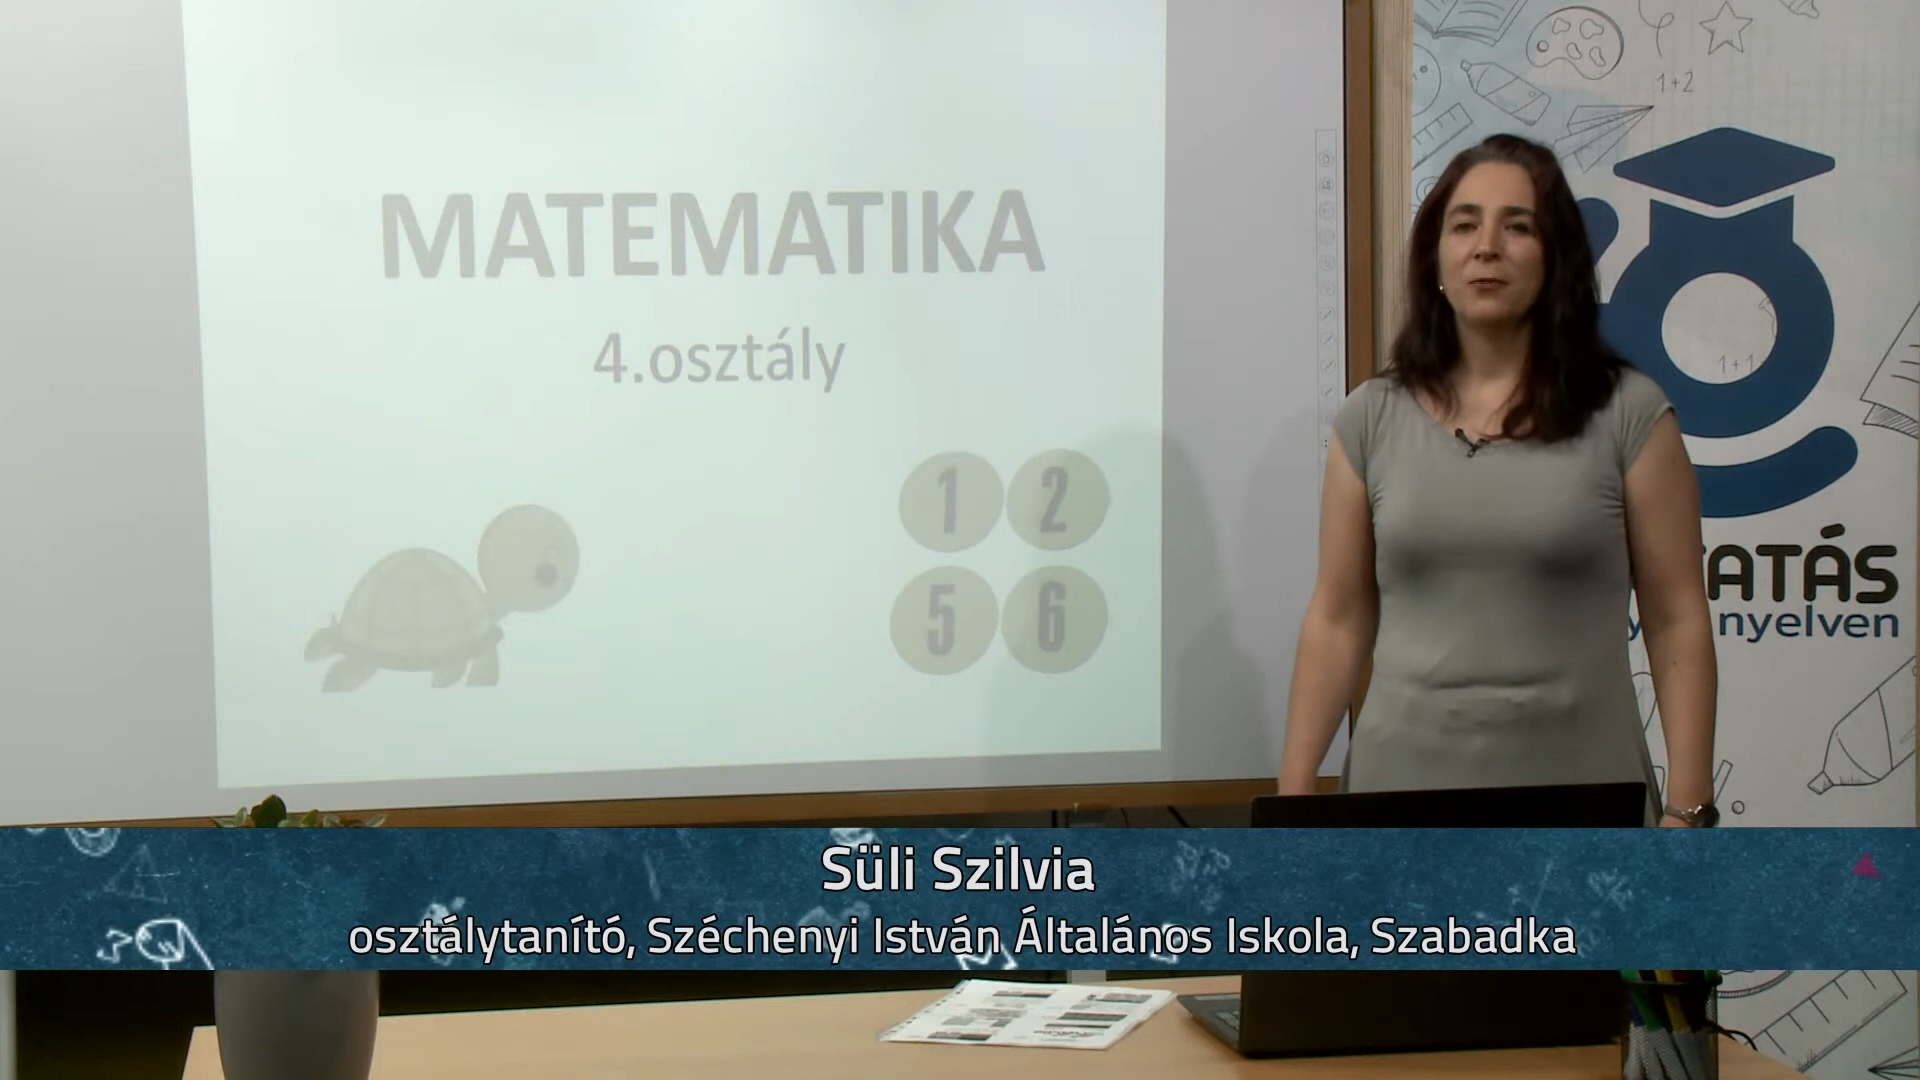 MATEMATIKA
4.osztály
1 2
5 6
1+2
1+1
TATÁS
nyelven
Süli Szilvia
osztálytanító, Széchenyi István Általános Iskola, Szabadka